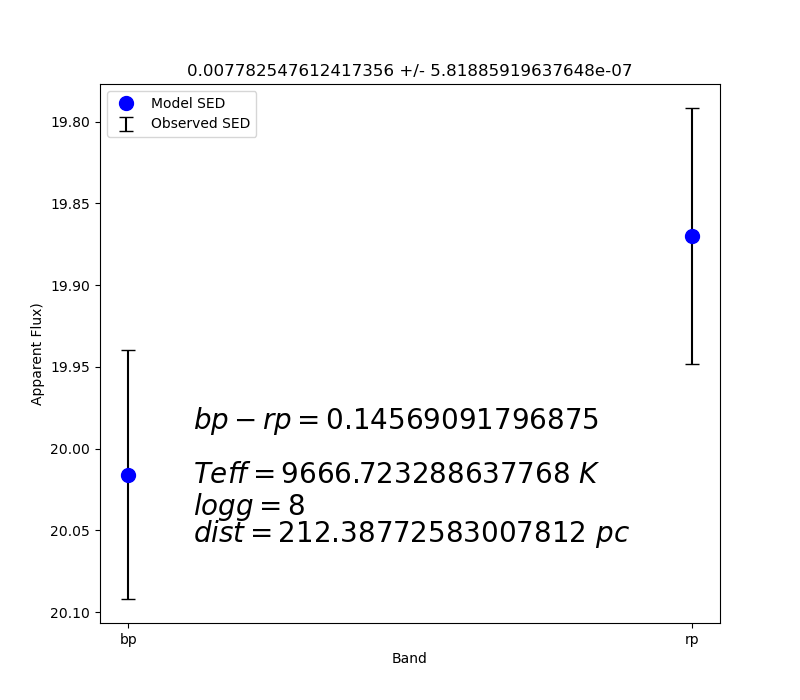 0.007782547612417356 +/- 5.81885919637648e-07
Model SED
Observed SED
19.80
19.85
19.90
19.95
20.00
20.05
20.10
Apparent Flux)
bp − rp = 0.14569091796875
Teff = 9666.723288637768 K
logg = 8
dist = 212.38772583007812 pc
bp
rp
Band